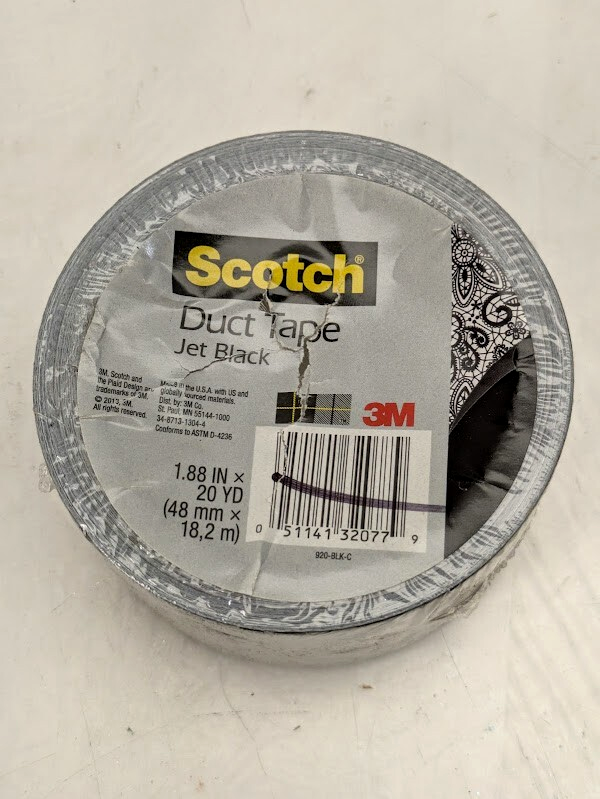 Scotch®
Duct Tape
Jet Black
3M, Scotch and
the Plaid Design are
trademarks of 3M.
© 2013, 3M.
All rights reserved.
Made in the U.S.A. with US and
globally sourced materials.
Dist. by: 3M Co.
St. Paul, MN 55144-1000
34-8713-1304-4
Conforms to ASTM D-4236
3M
1.88 IN ×
20 YD
(48 mm ×
18,2 m)
0 51141 32077 9
920-BLK-C